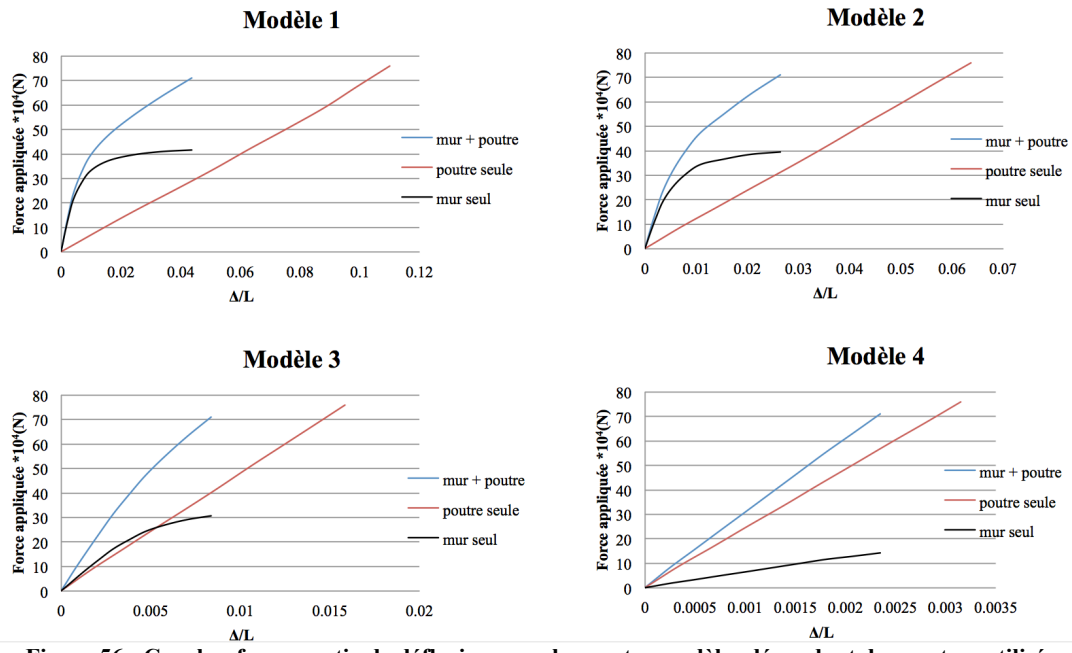 Modèle 1
Force appliquée *10⁴(N)
80
70
60
50
40
30
20
10
0
0 0.02 0.04 0.06 0.08 0.1 0.12
Δ/L
mur + poutre
poutre seule
mur seul
Modèle 2
Force appliquée *10⁴(N)
80
70
60
50
40
30
20
10
0
0 0.01 0.02 0.03 0.04 0.05 0.06 0.07
Δ/L
mur + poutre
poutre seule
mur seul
Modèle 3
Force appliquée *10⁴(N)
80
70
60
50
40
30
20
10
0
0 0.005 0.01 0.015 0.02
Δ/L
mur + poutre
poutre seule
mur seul
Modèle 4
Force appliquée *10⁴(N)
80
70
60
50
40
30
20
10
0
0 0.0005 0.001 0.0015 0.002 0.0025 0.003 0.0035
Δ/L
mur + poutre
poutre seule
mur seul